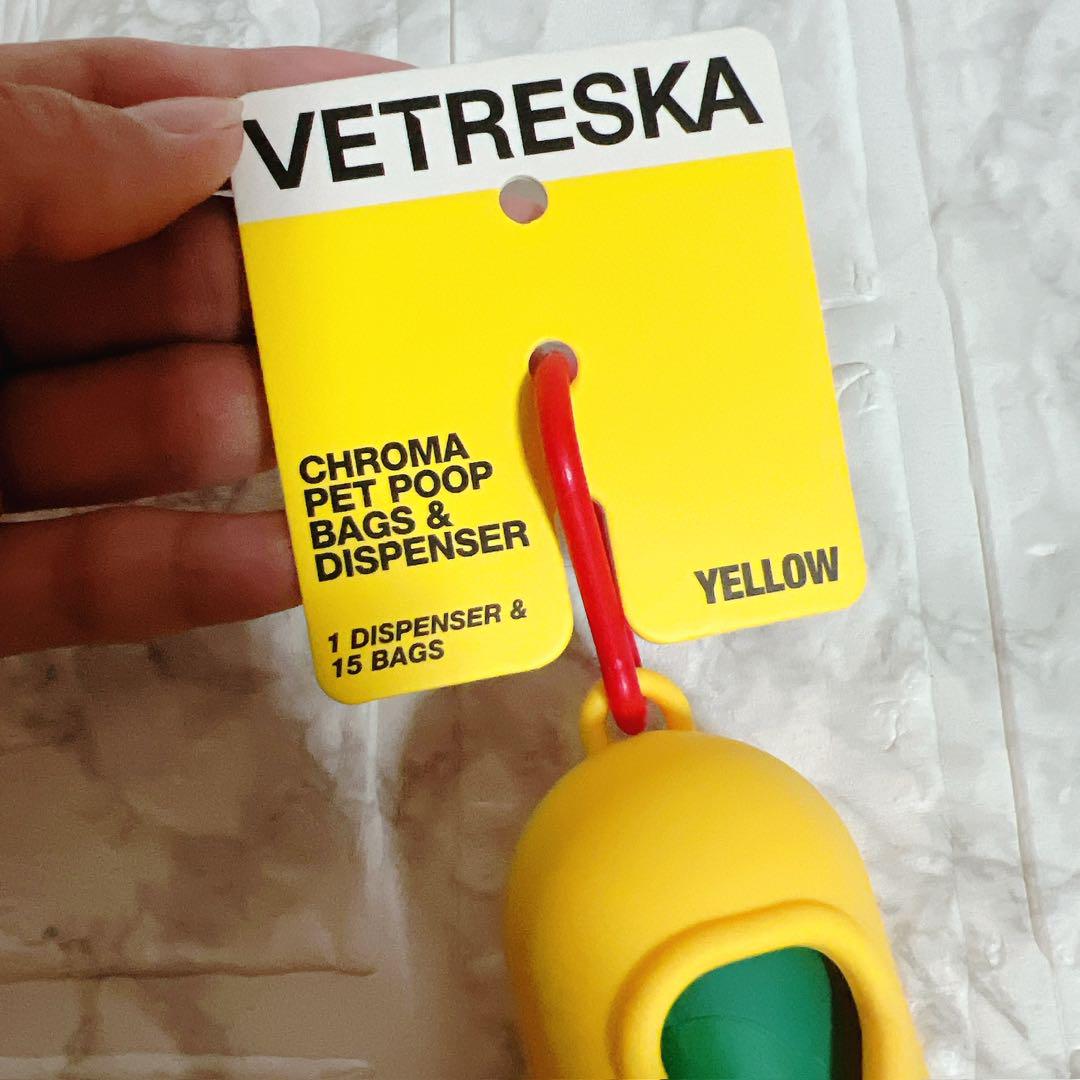 VETRESKA
CHROMA
PET POOP
BAGS &
DISPENSER
1 DISPENSER &
15 BAGS
YELLOW